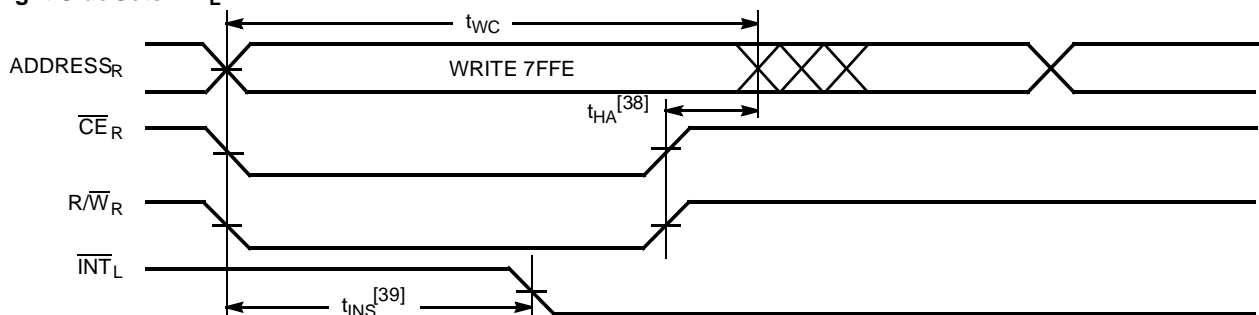 tWC
ADDRESSR
WRITE 7FFE
tHA[38]
CER
R/WR
INTL
tINS[39]